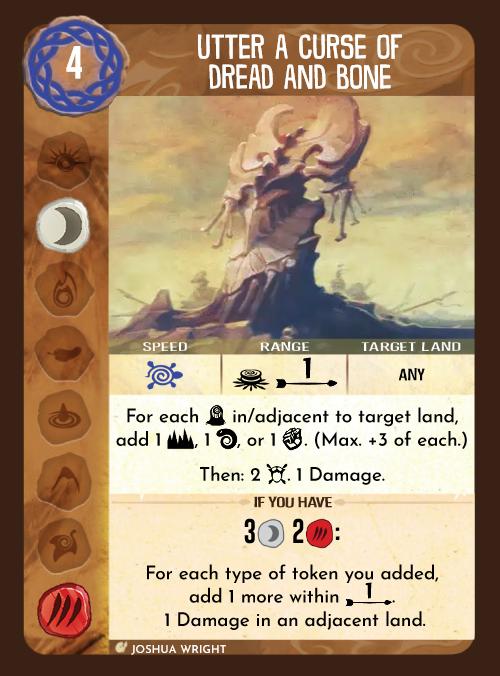 4
UTTER A CURSE OF
DREAD AND BONE
SPEED RANGE TARGET LAND
1 ANY
For each in/adjacent to target land,
add 1 , 1 , or 1 . (Max. +3 of each.)
Then: 2 . 1 Damage.
IF YOU HAVE
3 2 :
For each type of token you added,
add 1 more within 1 .
1 Damage in an adjacent land.
JOSHUA WRIGHT